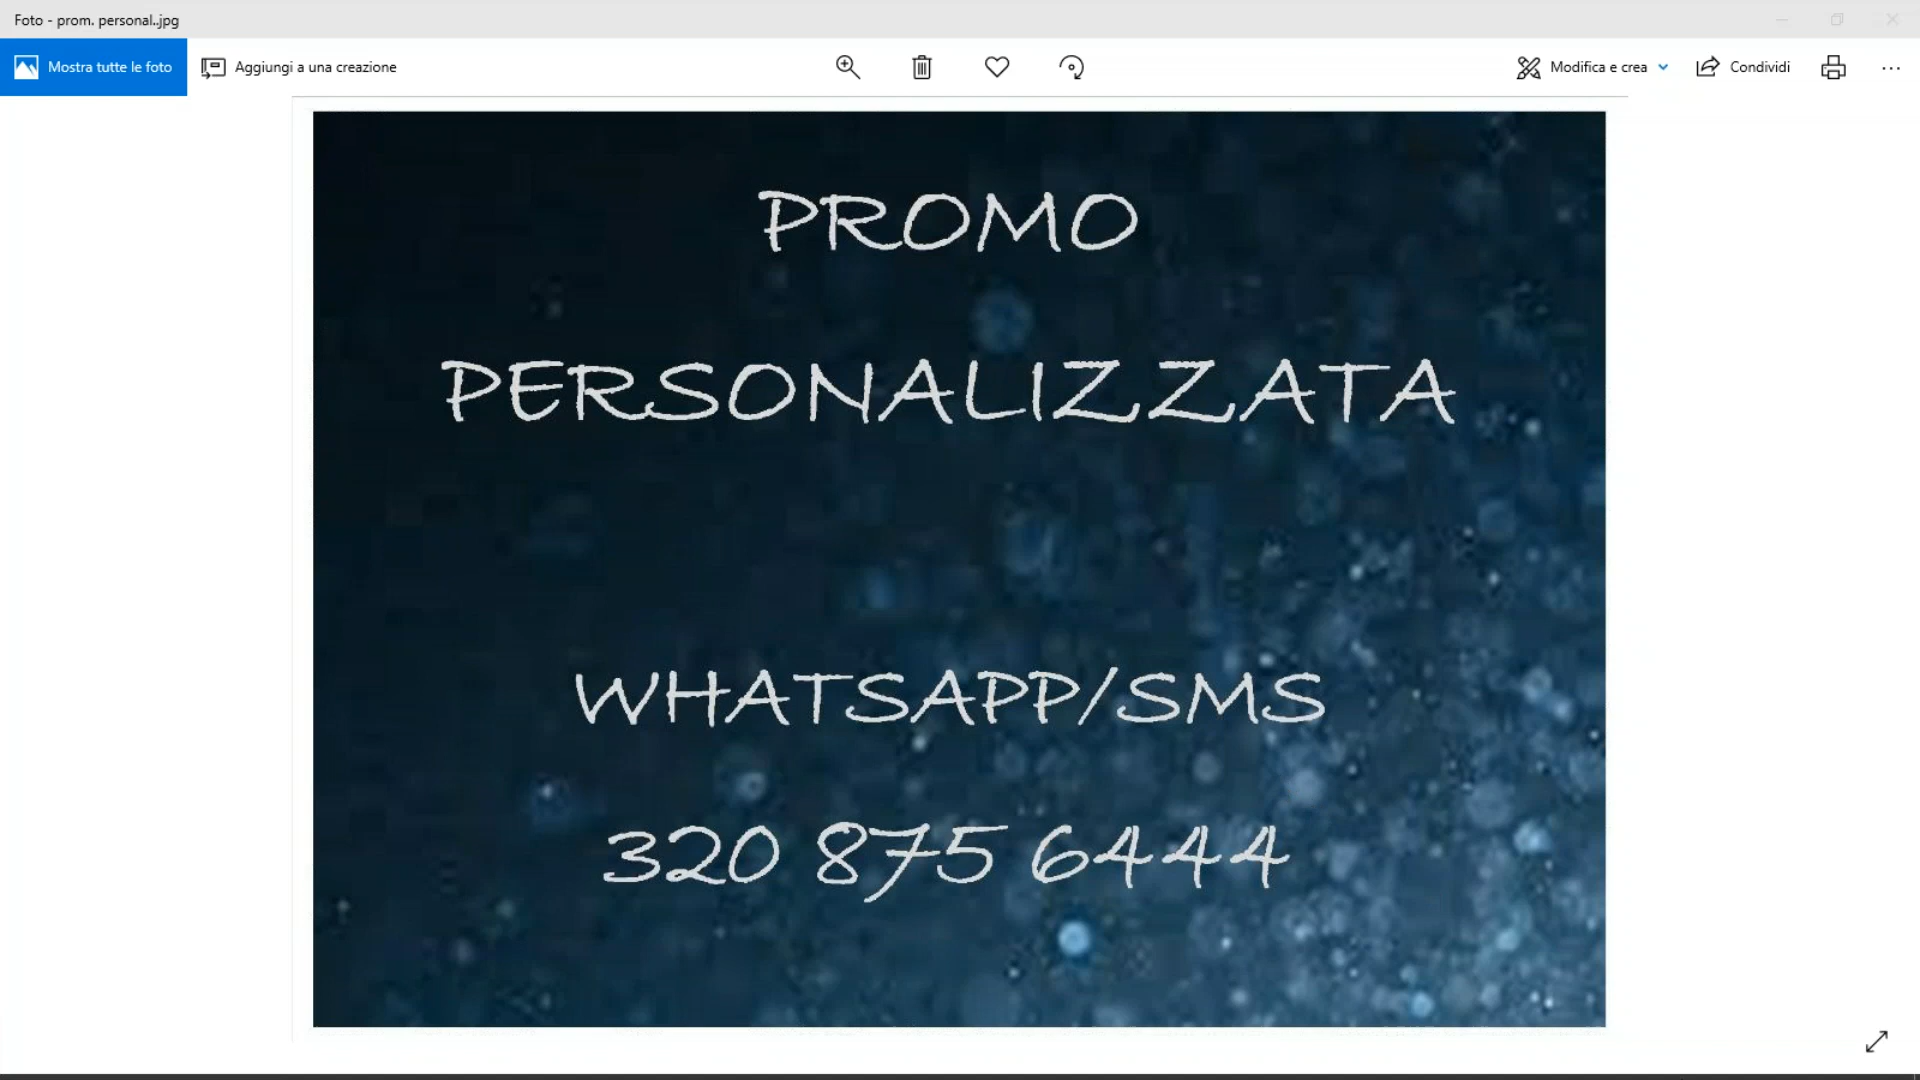 Foto - prom. personal..jpg
Mostra tutte le foto
Aggiungi a una creazione
Modifica e crea
Condividi
PROMO
PERSONALIZZATA
WHATSAPP/SMS
320 875 6444